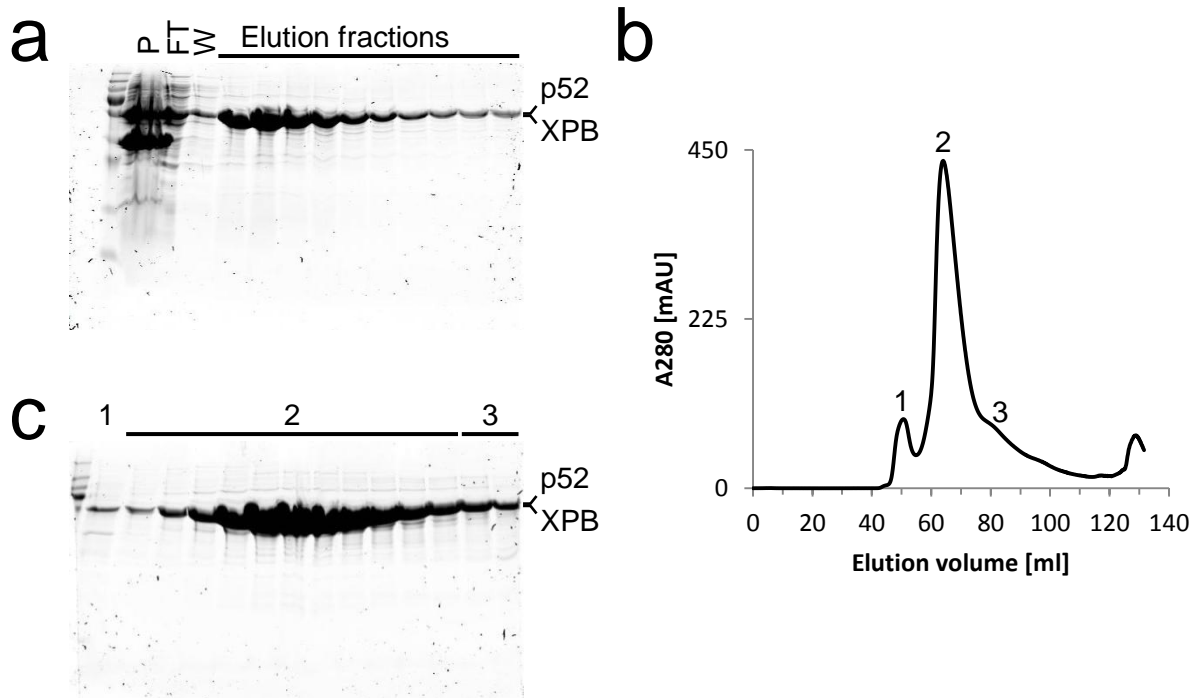 a
P
FT
W
Elution fractions
p52
XPB
b
450
225
0
A280 [mAU]
1
2
3
0 20 40 60 80 100 120 140
Elution volume [ml]
c
1 2 3
p52
XPB